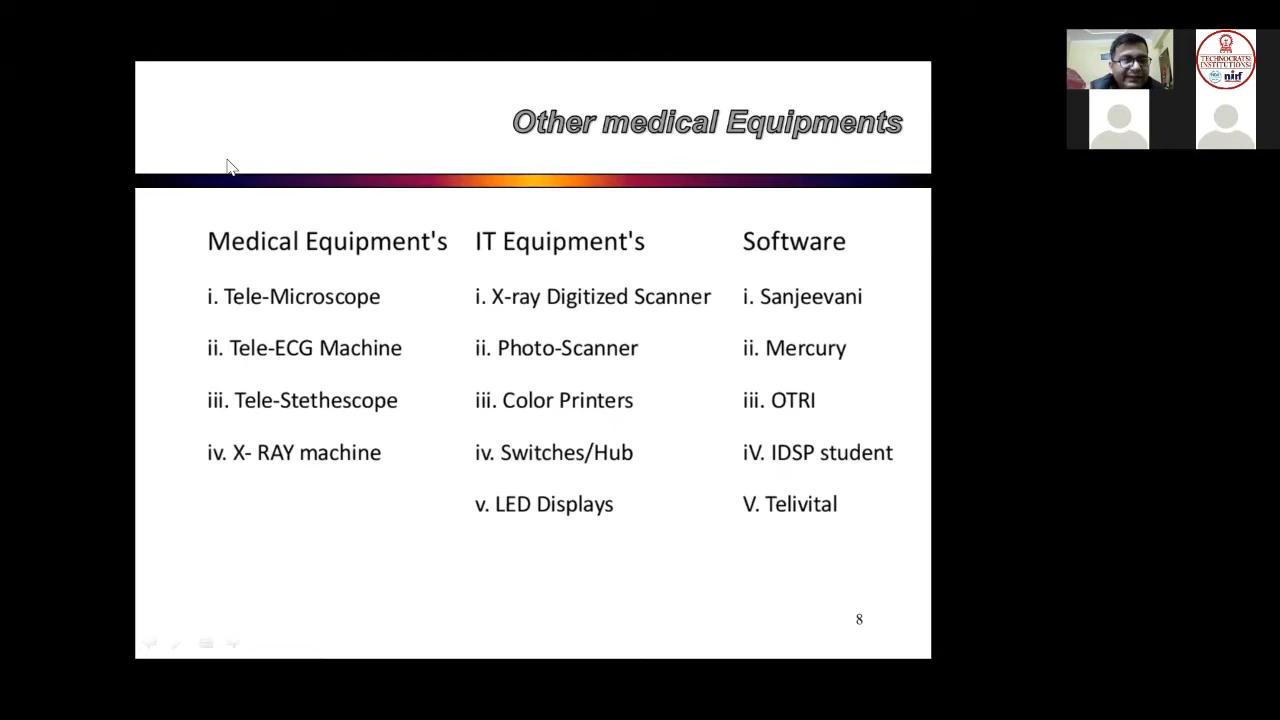 Other medical Equipments
Medical Equipment's
i. Tele-Microscope
ii. Tele-ECG Machine
iii. Tele-Stethescope
iv. X- RAY machine
IT Equipment's
i. X-ray Digitized Scanner
ii. Photo-Scanner
iii. Color Printers
iv. Switches/Hub
v. LED Displays
Software
i. Sanjeevani
ii. Mercury
iii. OTRI
iV. IDSP student
V. Telivital
8
TECHNOCRATS
INSTITUTIONS
nirf